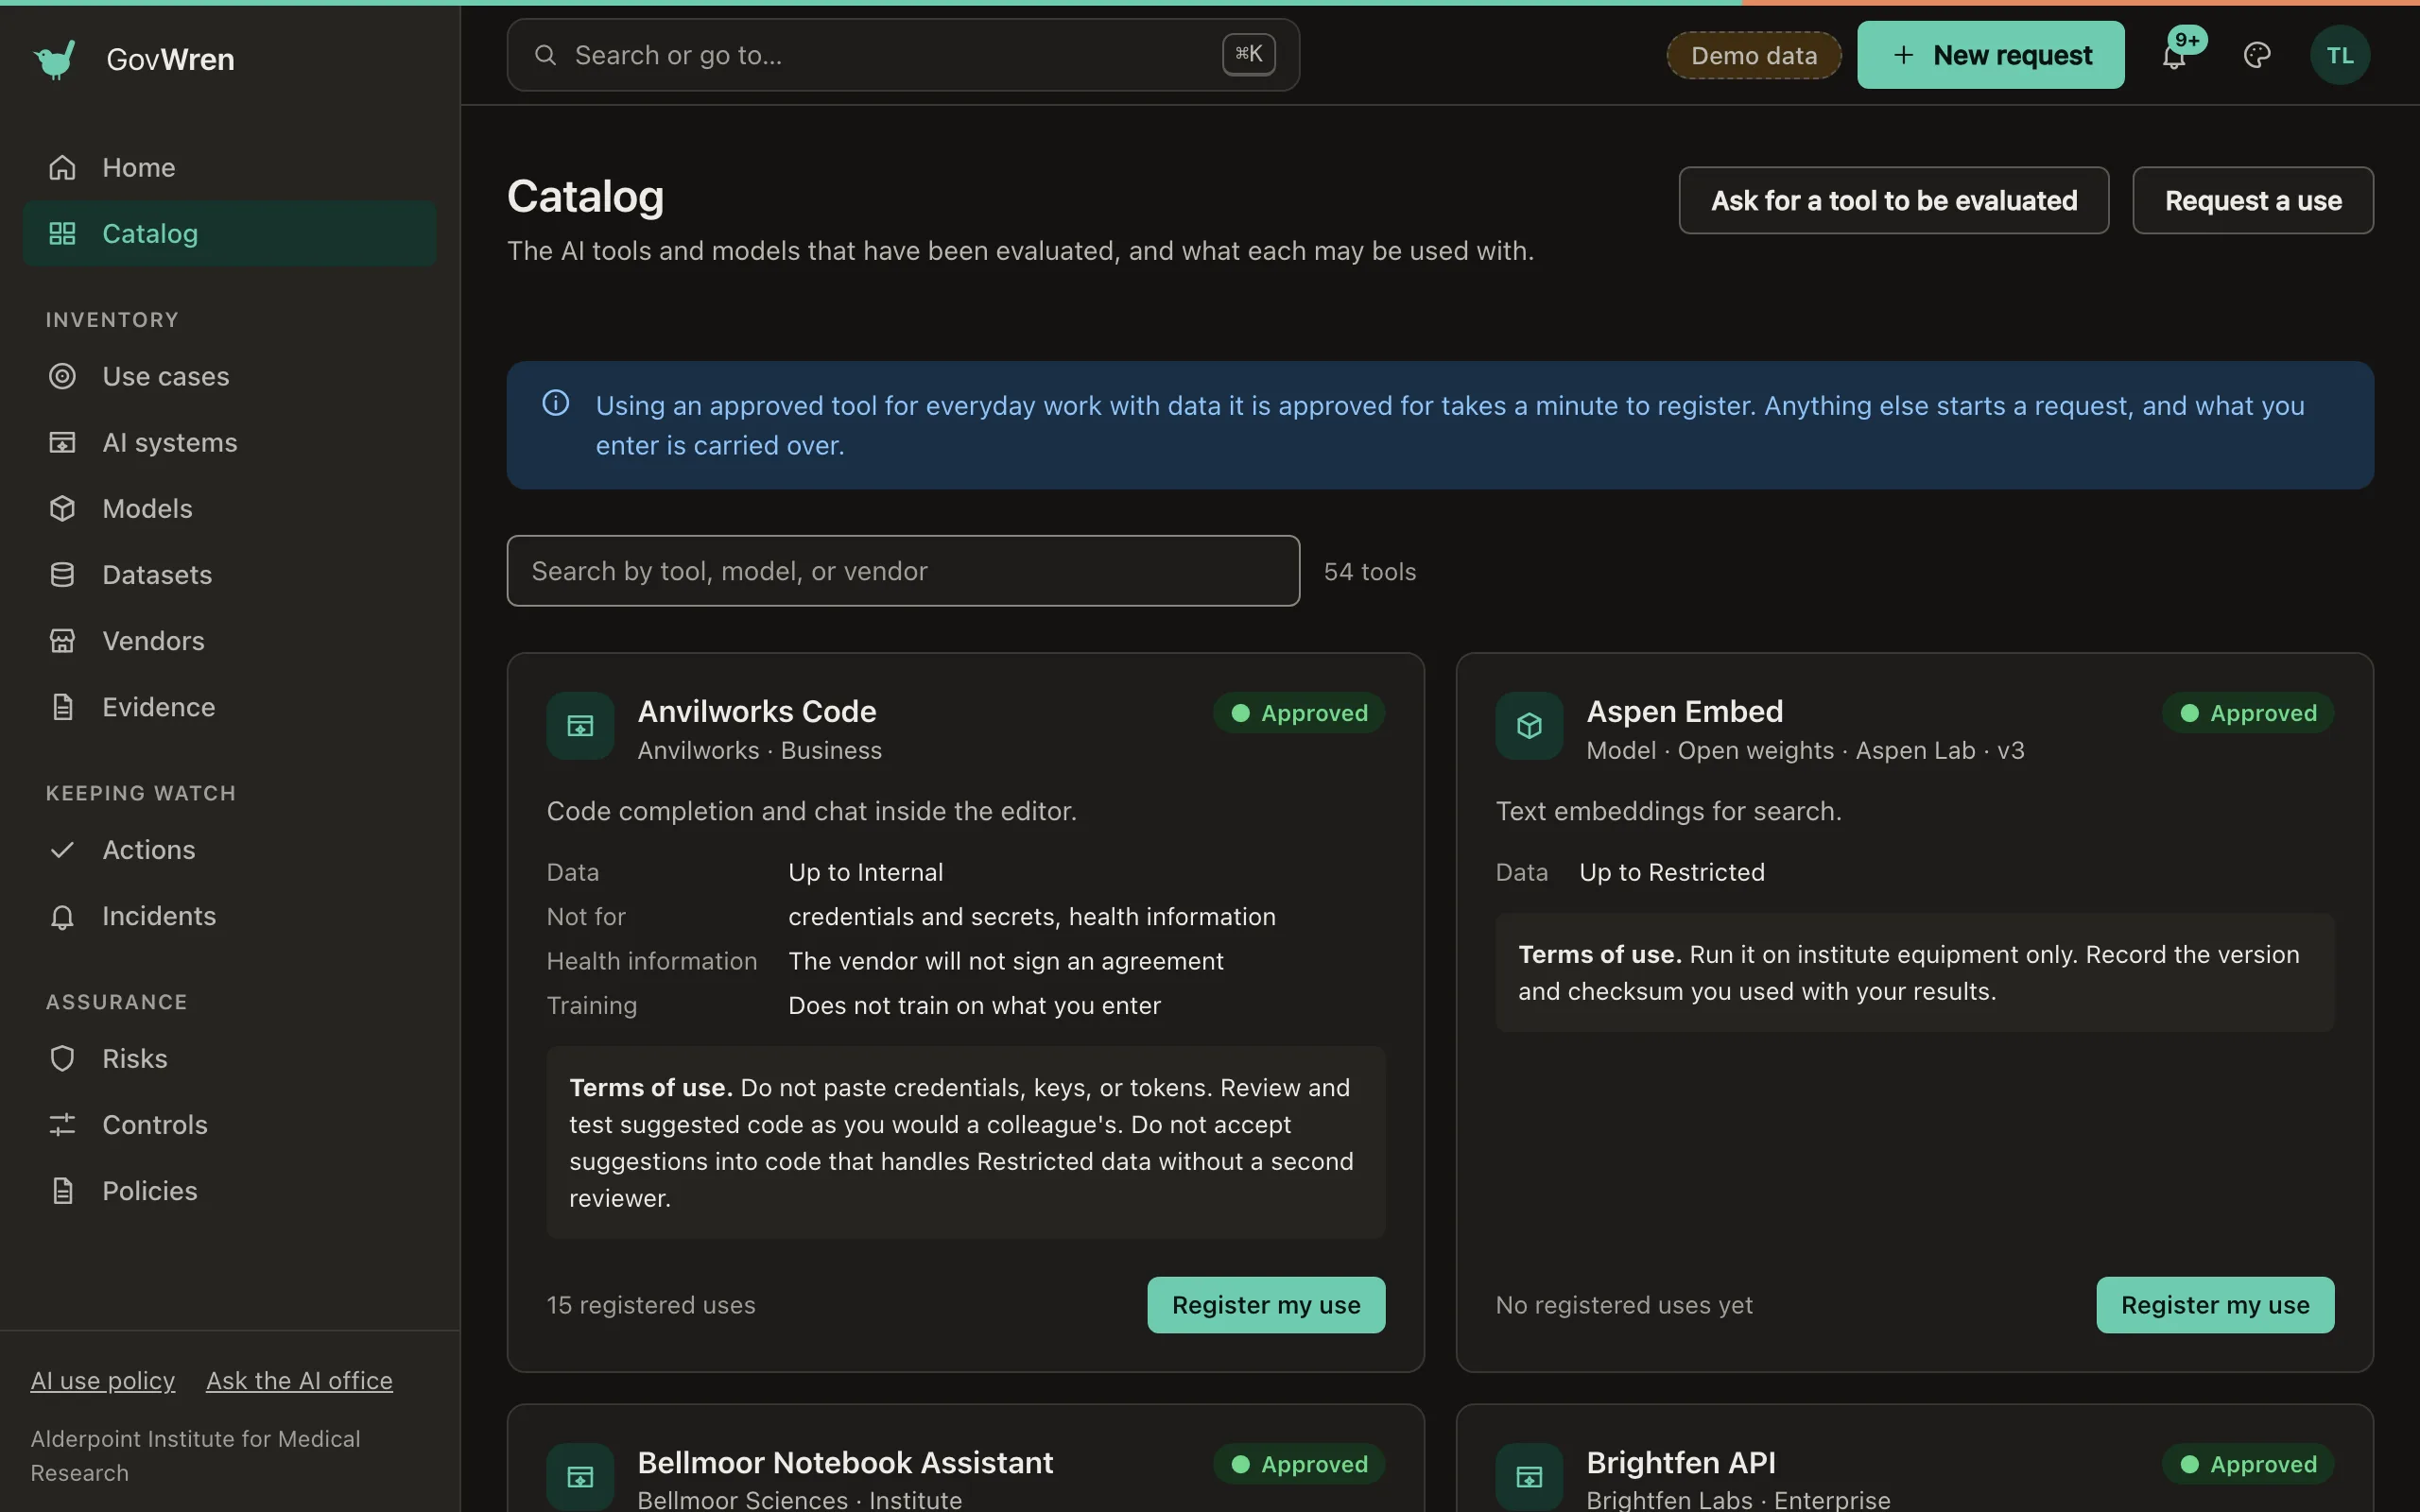 GovWren
Search or go to...
⌘K
Demo data
+ New request
9+
TL
Home
Catalog
INVENTORY
Use cases
AI systems
Models
Datasets
Vendors
Evidence
KEEPING WATCH
Actions
Incidents
ASSURANCE
Risks
Controls
Policies
AI use policy
Ask the AI office
Alderpoint Institute for Medical
Research
Catalog
The AI tools and models that have been evaluated, and what each may be used with.
Ask for a tool to be evaluated
Request a use
Using an approved tool for everyday work with data it is approved for takes a minute to register. Anything else starts a request, and what you
enter is carried over.
Search by tool, model, or vendor
54 tools
Anvilworks Code
Approved
Anvilworks · Business
Code completion and chat inside the editor.
Data Up to Internal
Not for credentials and secrets, health information
Health information The vendor will not sign an agreement
Training Does not train on what you enter
Terms of use. Do not paste credentials, keys, or tokens. Review and
test suggested code as you would a colleague's. Do not accept
suggestions into code that handles Restricted data without a second
reviewer.
15 registered uses
Register my use
Aspen Embed
Approved
Model · Open weights · Aspen Lab · v3
Text embeddings for search.
Data Up to Restricted
Terms of use. Run it on institute equipment only. Record the version
and checksum you used with your results.
No registered uses yet
Register my use
Bellmoor Notebook Assistant
Approved
Bellmoor Sciences · Institute
Brightfen API
Approved
Brightfen Labs · Enterprise